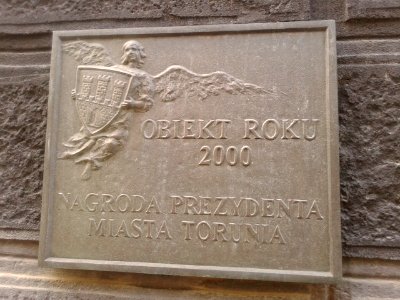 OBIEKT ROKU
2000
NAGRODA PREZYDENTA
MIASTA TORUNIA